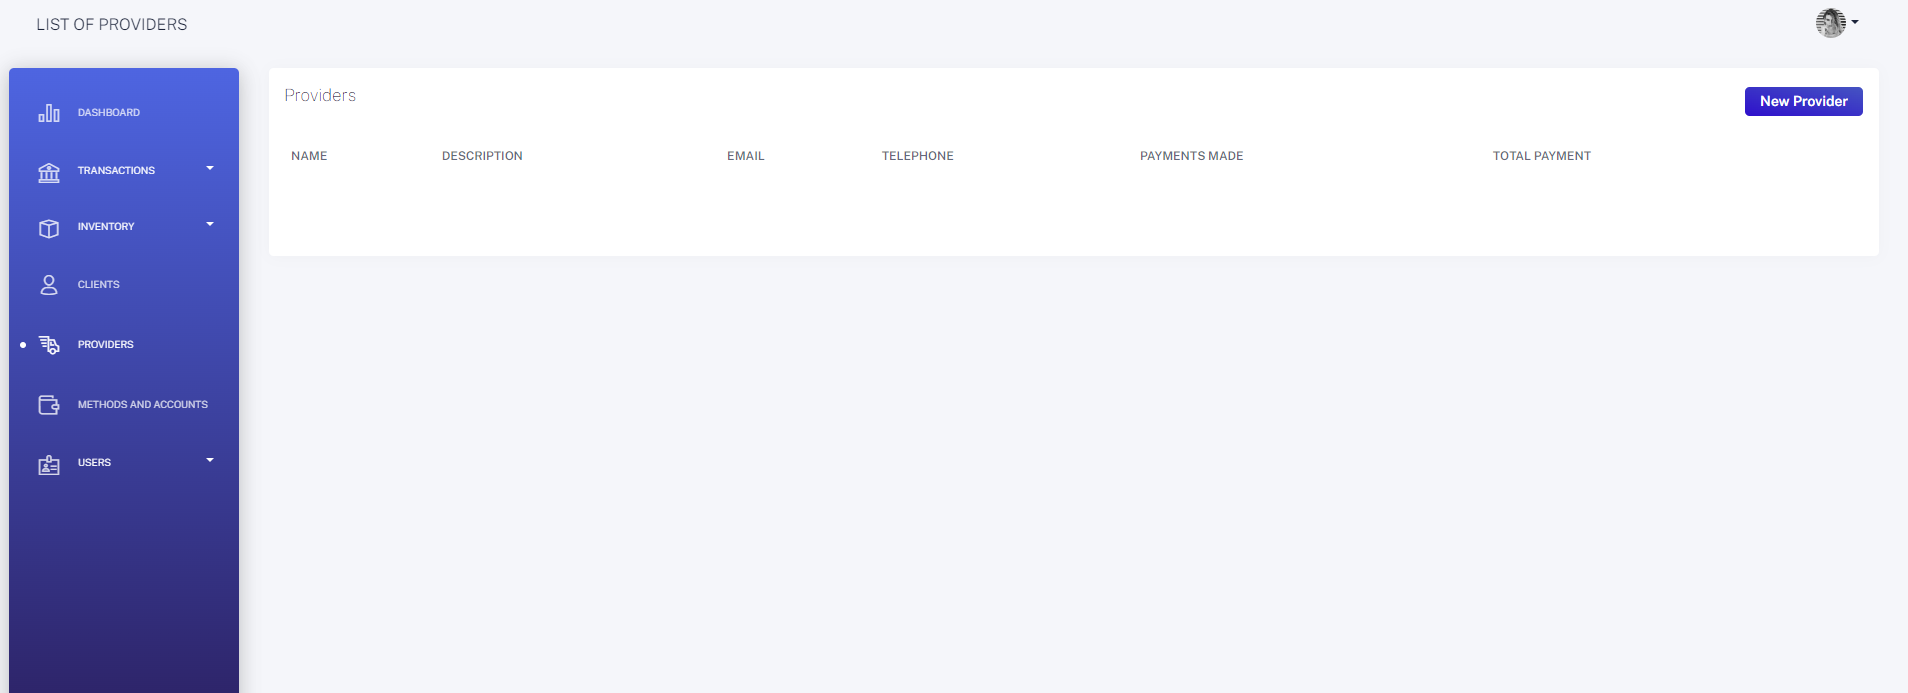 LIST OF PROVIDERS
DASHBOARD
TRANSACTIONS
INVENTORY
CLIENTS
PROVIDERS
METHODS AND ACCOUNTS
USERS
Providers
New Provider
NAME DESCRIPTION EMAIL TELEPHONE PAYMENTS MADE TOTAL PAYMENT